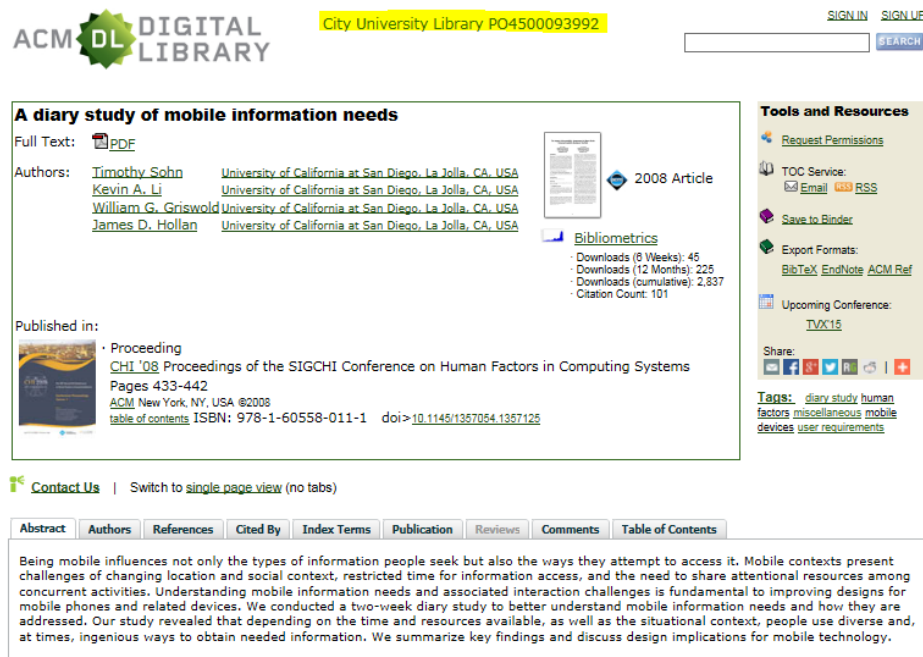 ACM DL DIGITAL LIBRARY
City University Library PO4500093992
SIGN IN SIGN UP
SEARCH
A diary study of mobile information needs
Full Text: PDF
Authors: Timothy Sohn University of California at San Diego, La Jolla, CA, USA
Kevin A. Li University of California at San Diego, La Jolla, CA, USA
William G. Griswold University of California at San Diego, La Jolla, CA, USA
James D. Hollan University of California at San Diego, La Jolla, CA, USA
2008 Article
Bibliometrics
· Downloads (6 Weeks): 45
· Downloads (12 Months): 225
· Downloads (cumulative): 2,837
· Citation Count: 101
Published in:
· Proceeding
CHI '08 Proceedings of the SIGCHI Conference on Human Factors in Computing Systems
Pages 433-442
ACM New York, NY, USA ©2008
table of contents ISBN: 978-1-60558-011-1 doi>10.1145/1357054.1357125
Tools and Resources
Request Permissions
TOC Service:
Email RSS RSS
Save to Binder
Export Formats:
BibTeX EndNote ACM Ref
Upcoming Conference:
TVX'15
Share:
Tags: diary study human
factors miscellaneous mobile
devices user requirements
Contact Us | Switch to single page view (no tabs)
Abstract Authors References Cited By Index Terms Publication Reviews Comments Table of Contents
Being mobile influences not only the types of information people seek but also the ways they attempt to access it. Mobile contexts present
challenges of changing location and social context, restricted time for information access, and the need to share attentional resources among
concurrent activities. Understanding mobile information needs and associated interaction challenges is fundamental to improving designs for
mobile phones and related devices. We conducted a two-week diary study to better understand mobile information needs and how they are
addressed. Our study revealed that depending on the time and resources available, as well as the situational context, people use diverse and,
at times, ingenious ways to obtain needed information. We summarize key findings and discuss design implications for mobile technology.